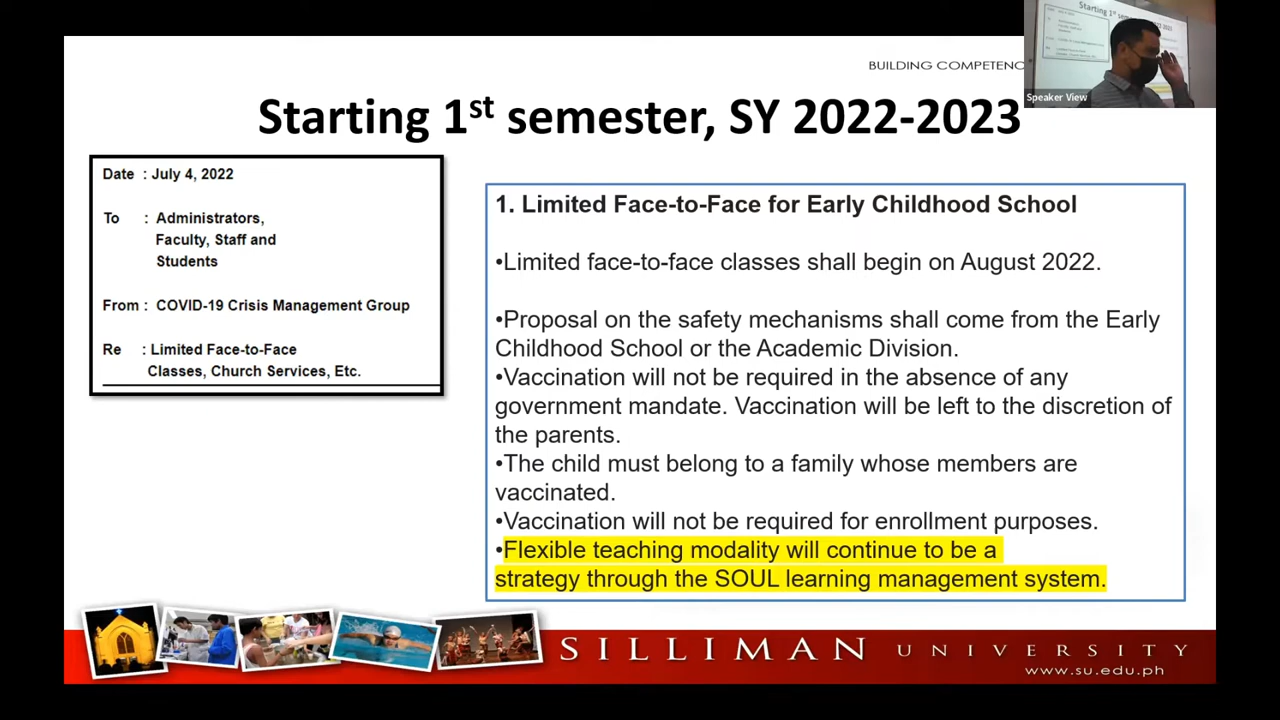 BUILDING COMPETENC
Starting 1st semester, SY 2022-2023
Speaker View
Date : July 4, 2022
To : Administrators,
Faculty, Staff and
Students
From : COVID-19 Crisis Management Group
Re : Limited Face-to-Face
Classes, Church Services, Etc.
1. Limited Face-to-Face for Early Childhood School
•Limited face-to-face classes shall begin on August 2022.
•Proposal on the safety mechanisms shall come from the Early
Childhood School or the Academic Division.
•Vaccination will not be required in the absence of any
government mandate. Vaccination will be left to the discretion of
the parents.
•The child must belong to a family whose members are
vaccinated.
•Vaccination will not be required for enrollment purposes.
•Flexible teaching modality will continue to be a
strategy through the SOUL learning management system.
SILLIMAN UNIVERSITY
www.su.edu.ph